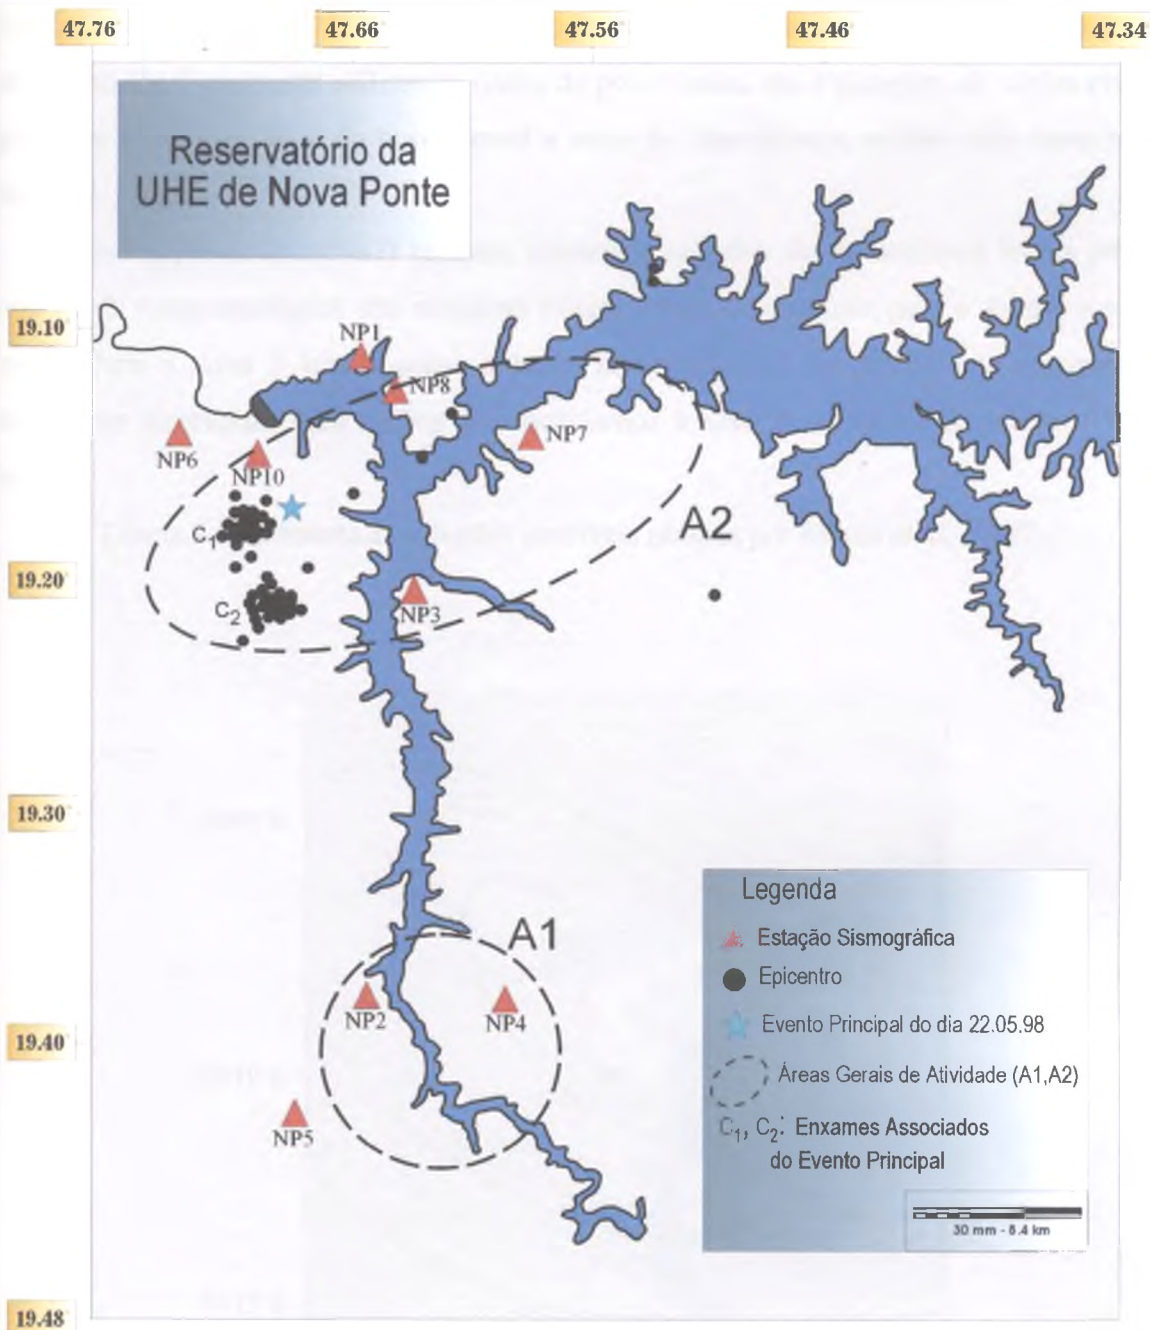 47.76°
47.66°
47.56°
47.46°
47.34°
Reservatório da
UHE de Nova Ponte
19.10°
NP1
NP8
NP7
NP6
NP10
C1
A2
19.20°
C2
NP3
19.30°
A1
NP2
NP4
19.40°
NP5
19.48°
Legenda
Estação Sismográfica
Epicentro
Evento Principal do dia 22.05.98
Áreas Gerais de Atividade (A1,A2)
C1, C2: Enxames Associados
do Evento Principal
30 mm - 8.4 km